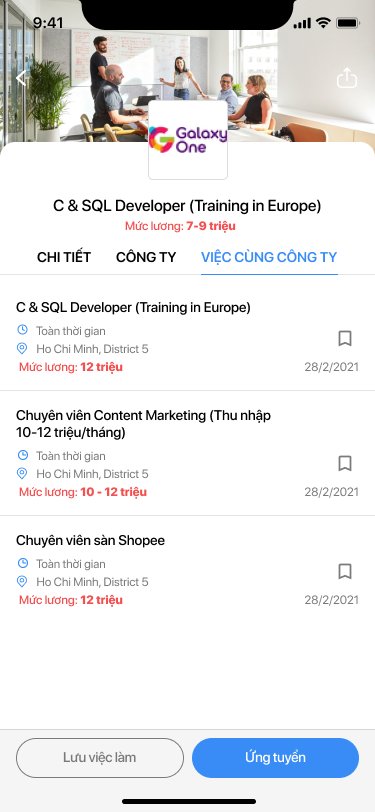 9:41
Galaxy
One
C & SQL Developer (Training in Europe)
Mức lương: 7-9 triệu
CHI TIẾT CÔNG TY VIỆC CÙNG CÔNG TY
C & SQL Developer (Training in Europe)
Toàn thời gian
Ho Chi Minh, District 5
Mức lương: 12 triệu 28/2/2021
Chuyên viên Content Marketing (Thu nhập
10-12 triệu/tháng)
Toàn thời gian
Ho Chi Minh, District 5
Mức lương: 10 - 12 triệu 28/2/2021
Chuyên viên sàn Shopee
Toàn thời gian
Ho Chi Minh, District 5
Mức lương: 12 triệu 28/2/2021
Lưu việc làm Ứng tuyển